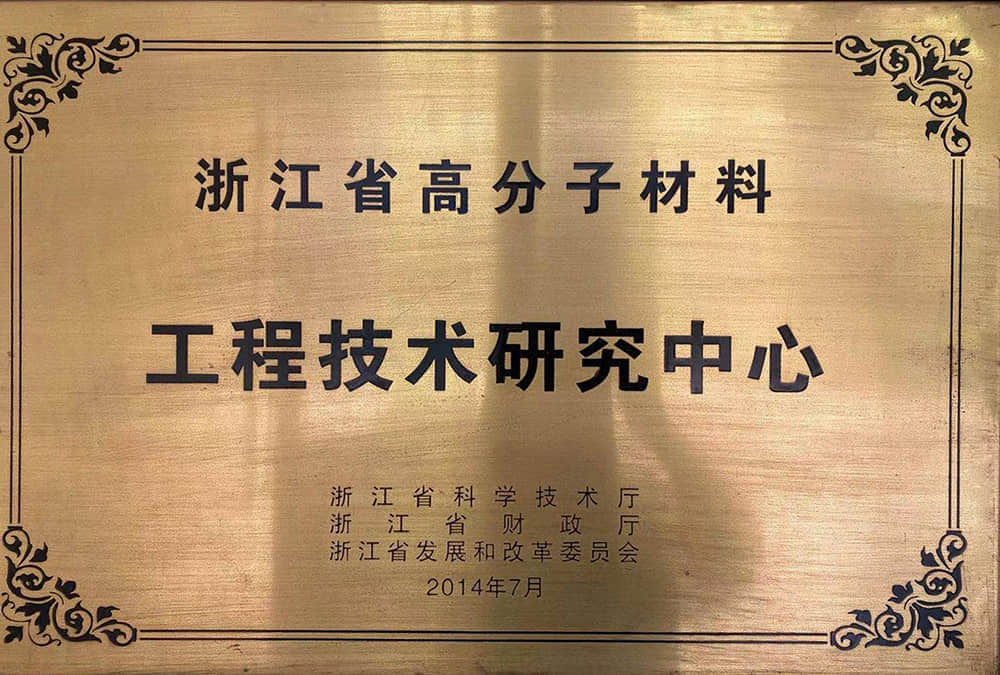 浙江省高分子材料
工程技术研究中心
浙江省科学技术厅
浙江省财政厅
浙江省发展和改革委员会
2014年7月